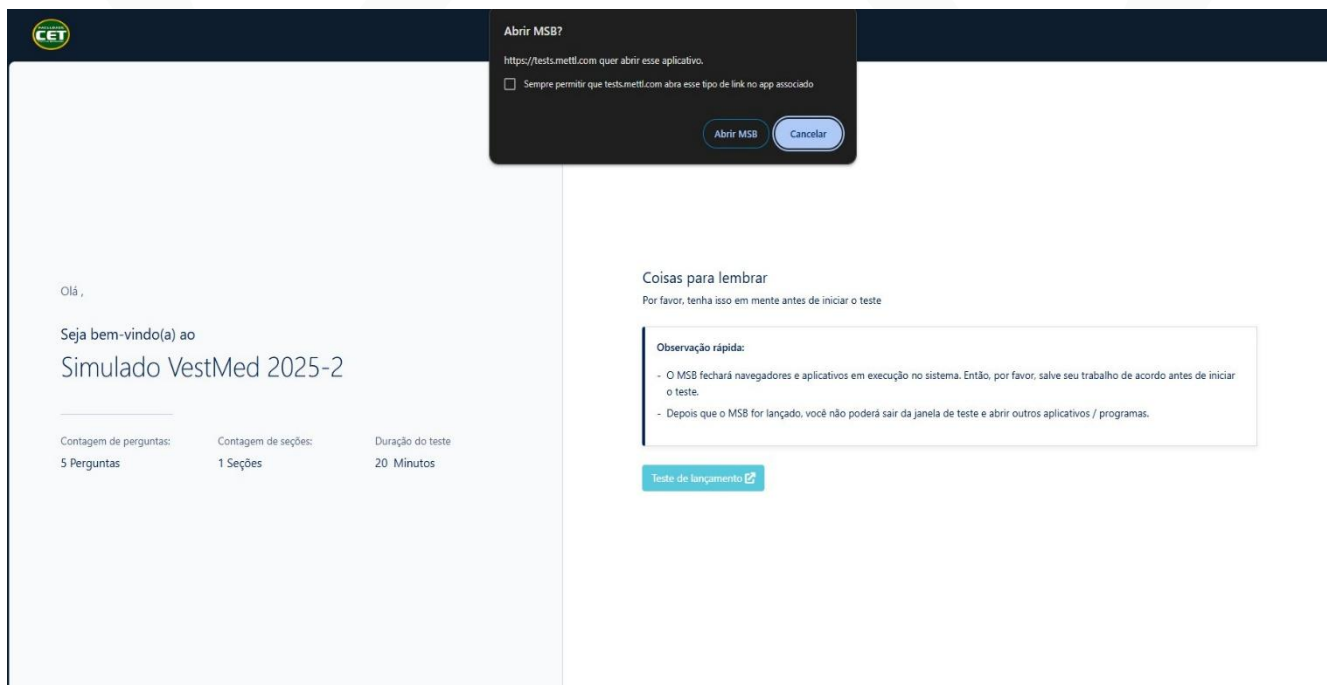 CET
Abrir MSB?
https://tests.mettl.com quer abrir esse aplicativo.
Sempre permitir que tests.mettl.com abra esse tipo de link no app associado
Abrir MSB
Cancelar
Olá ,
Seja bem-vindo(a) ao
Simulado VestMed 2025-2
Contagem de perguntas:
5 Perguntas
Contagem de seções:
1 Seções
Duração do teste
20 Minutos
Coisas para lembrar
Por favor, tenha isso em mente antes de iniciar o teste
Observação rápida:
- O MSB fechará navegadores e aplicativos em execução no sistema. Então, por favor, salve seu trabalho de acordo antes de iniciar
o teste.
- Depois que o MSB for lançado, você não poderá sair da janela de teste e abrir outros aplicativos / programas.
Teste de lançamento